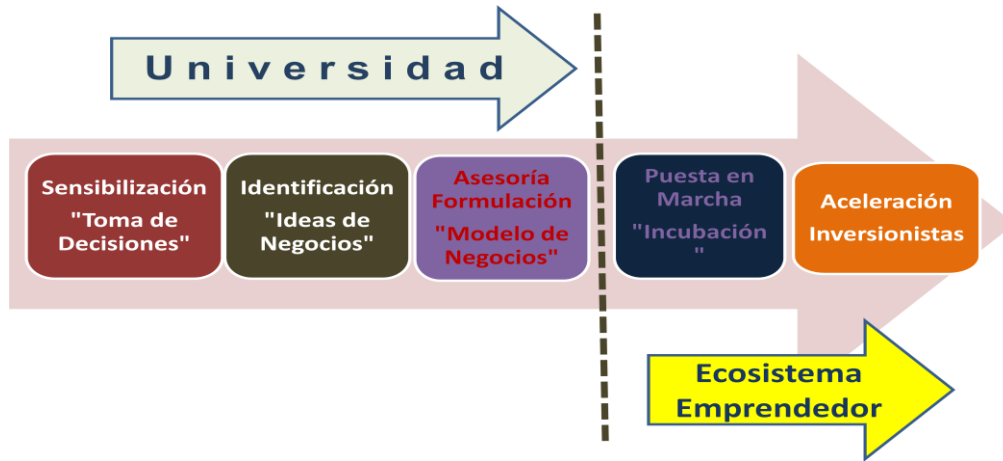 Universidad
Sensibilización
"Toma de
Decisiones"
Identificación
"Ideas de
Negocios"
Asesoría
Formulación
"Modelo de
Negocios"
Puesta en
Marcha
"Incubación
"
Aceleración
Inversionistas
Ecosistema
Emprendedor